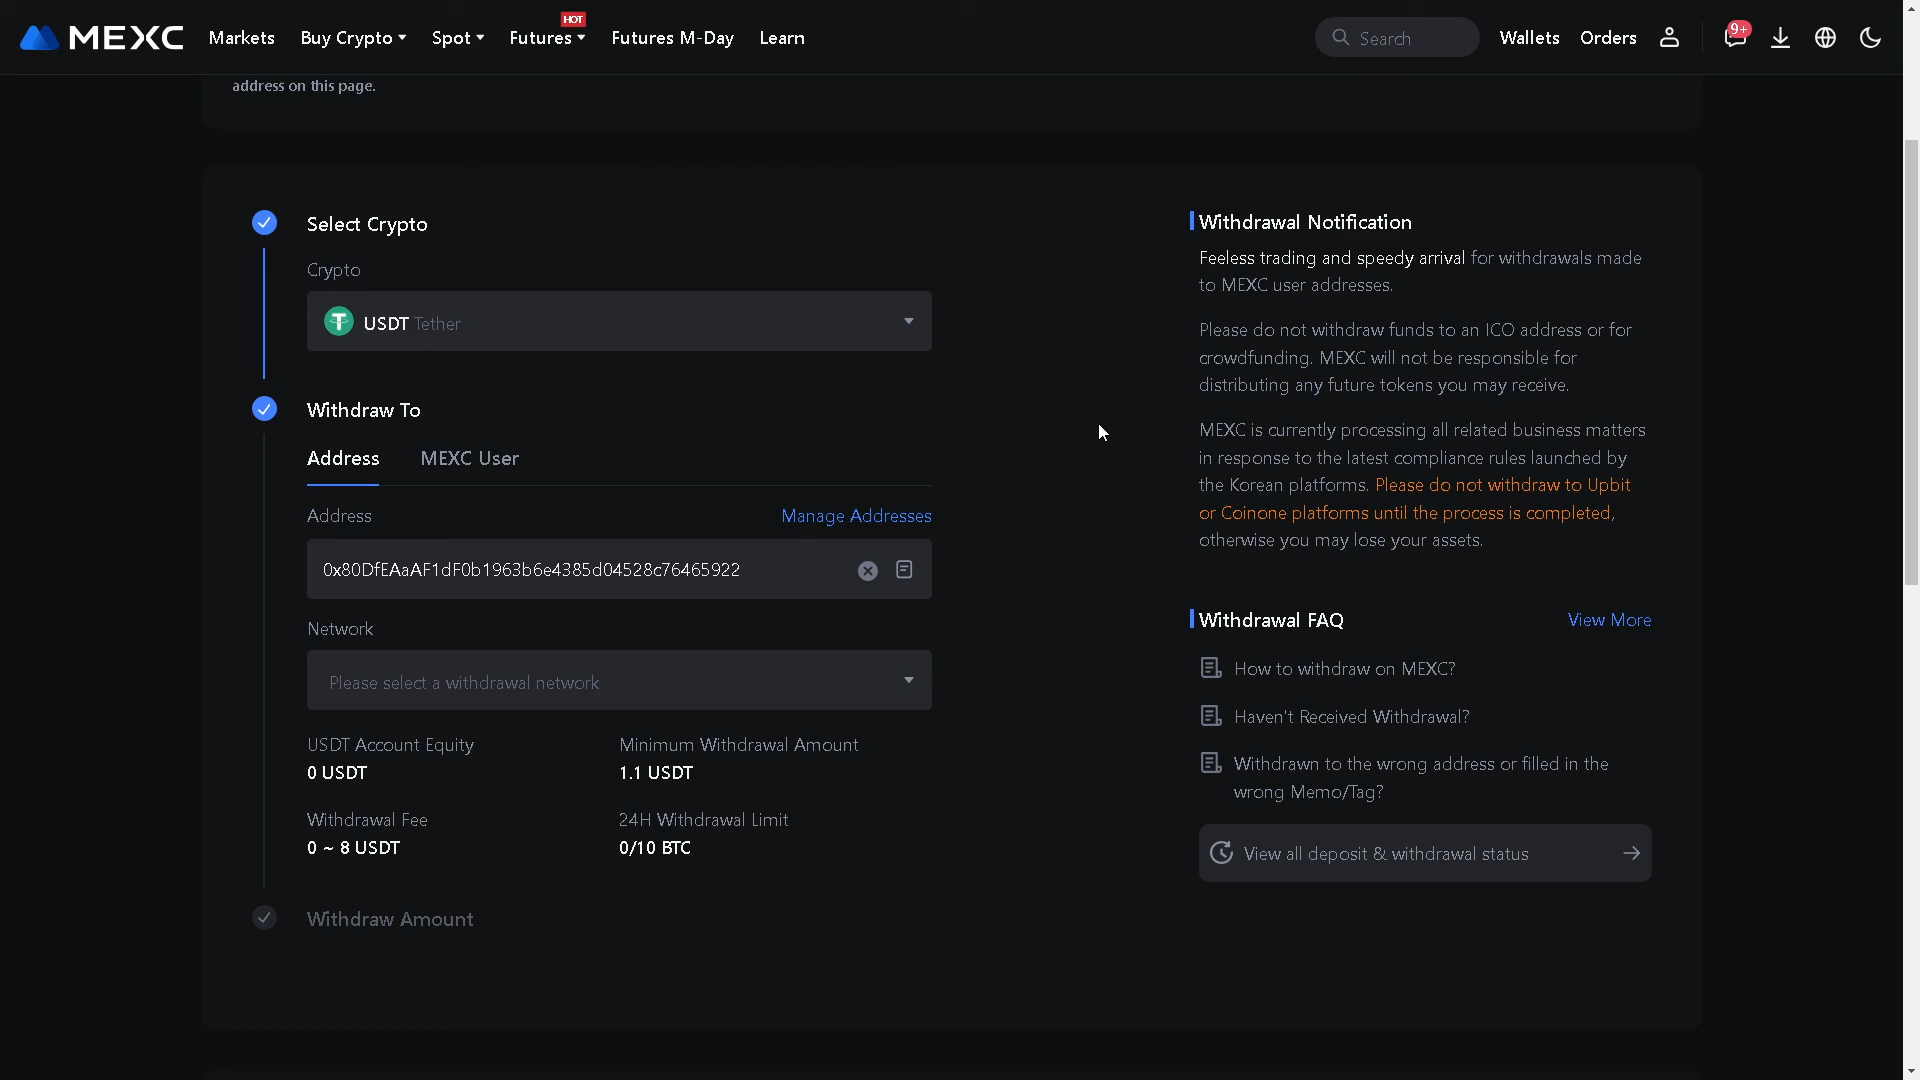 MEXC Markets Buy Crypto Spot Futures HOT Futures M-Day Learn Search Wallets Orders 9+
address on this page.
Select Crypto
Crypto
USDT Tether
Withdraw To
Address MEXC User
Address Manage Addresses
0x80DfEAaAF1dF0b1963b6e4385d04528c76465922
Network
Please select a withdrawal network
USDT Account Equity Minimum Withdrawal Amount
0 USDT 1.1 USDT
Withdrawal Fee 24H Withdrawal Limit
0 ~ 8 USDT 0/10 BTC
Withdraw Amount
Withdrawal Notification
Feeless trading and speedy arrival for withdrawals made
to MEXC user addresses.
Please do not withdraw funds to an ICO address or for
crowdfunding. MEXC will not be responsible for
distributing any future tokens you may receive.
MEXC is currently processing all related business matters
in response to the latest compliance rules launched by
the Korean platforms. Please do not withdraw to Upbit
or Coinone platforms until the process is completed,
otherwise you may lose your assets.
Withdrawal FAQ View More
How to withdraw on MEXC?
Haven't Received Withdrawal?
Withdrawn to the wrong address or filled in the
wrong Memo/Tag?
View all deposit & withdrawal status